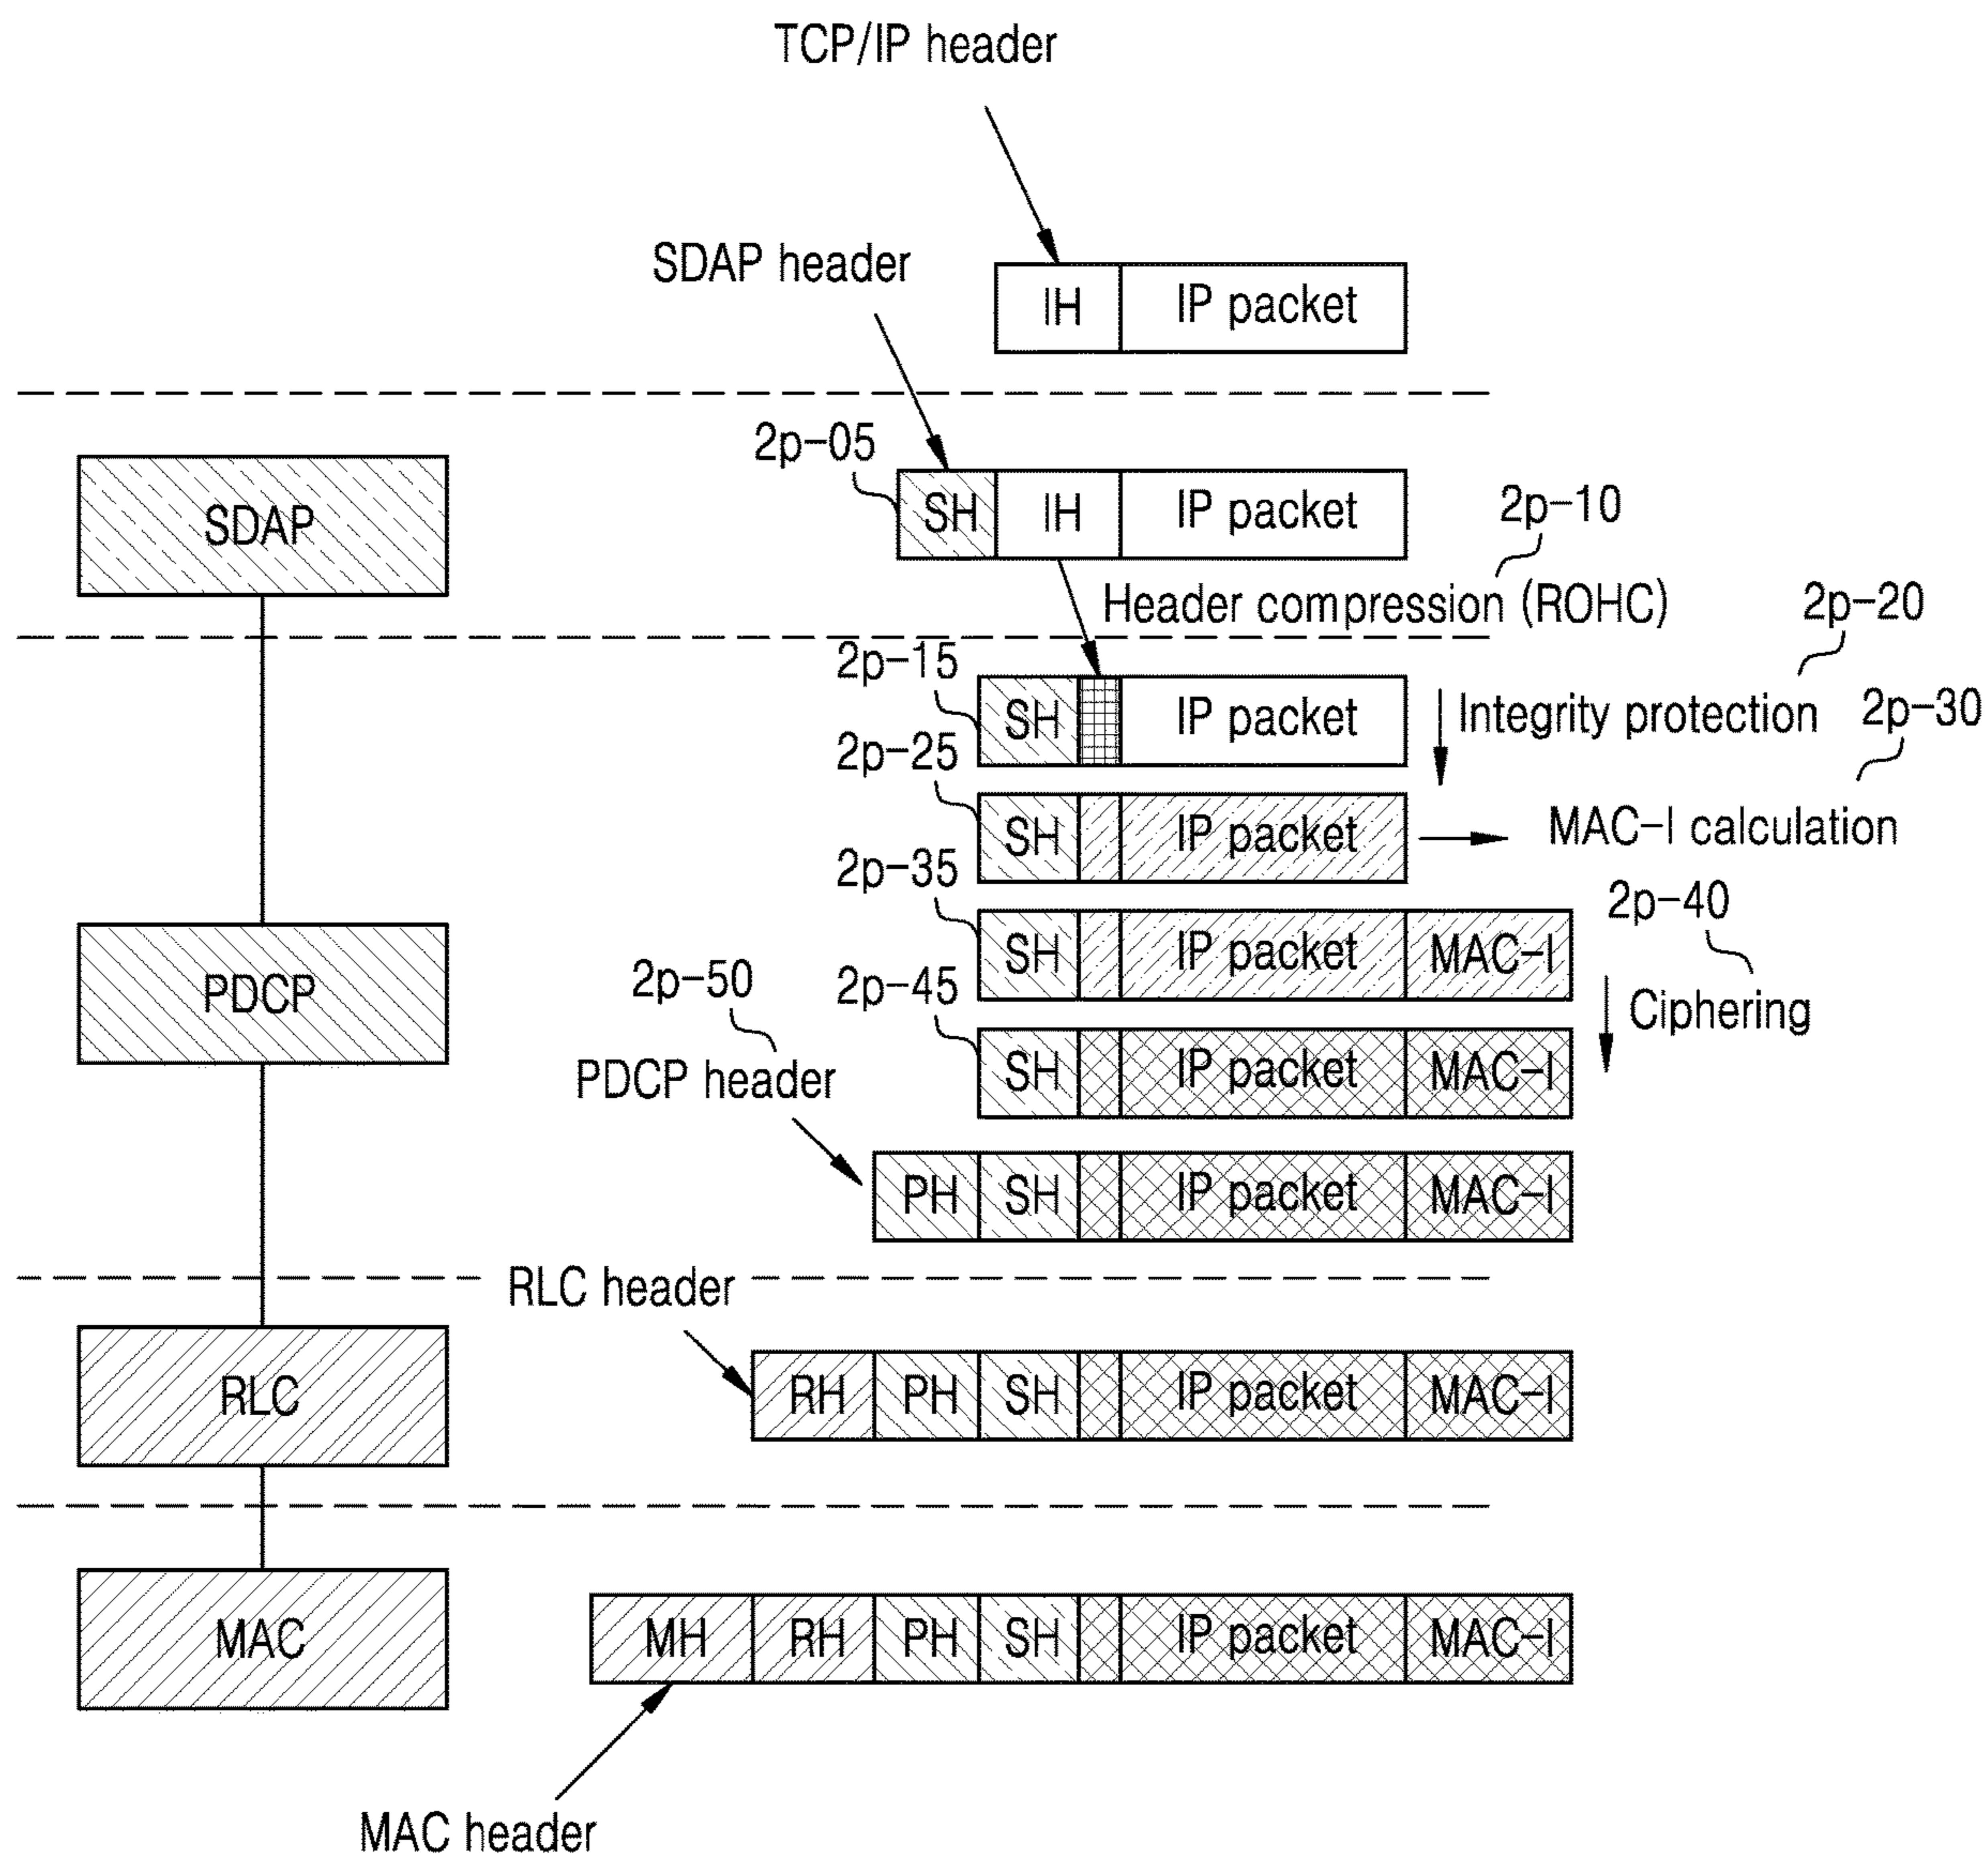 TCP/IP header
SDAP header
IH IP packet
2p-05
SDAP
SH IH IP packet
2p-10
Header compression (ROHC)
2p-20
2p-15
SH IP packet
Integrity protection
2p-30
2p-25
SH IP packet
MAC-I calculation
2p-35
2p-40
SH IP packet MAC-I
PDCP
2p-50
2p-45
Ciphering
PDCP header
SH IP packet MAC-I
PH SH IP packet MAC-I
RLC header
RLC
RH PH SH IP packet MAC-I
MAC
MH RH PH SH IP packet MAC-I
MAC header